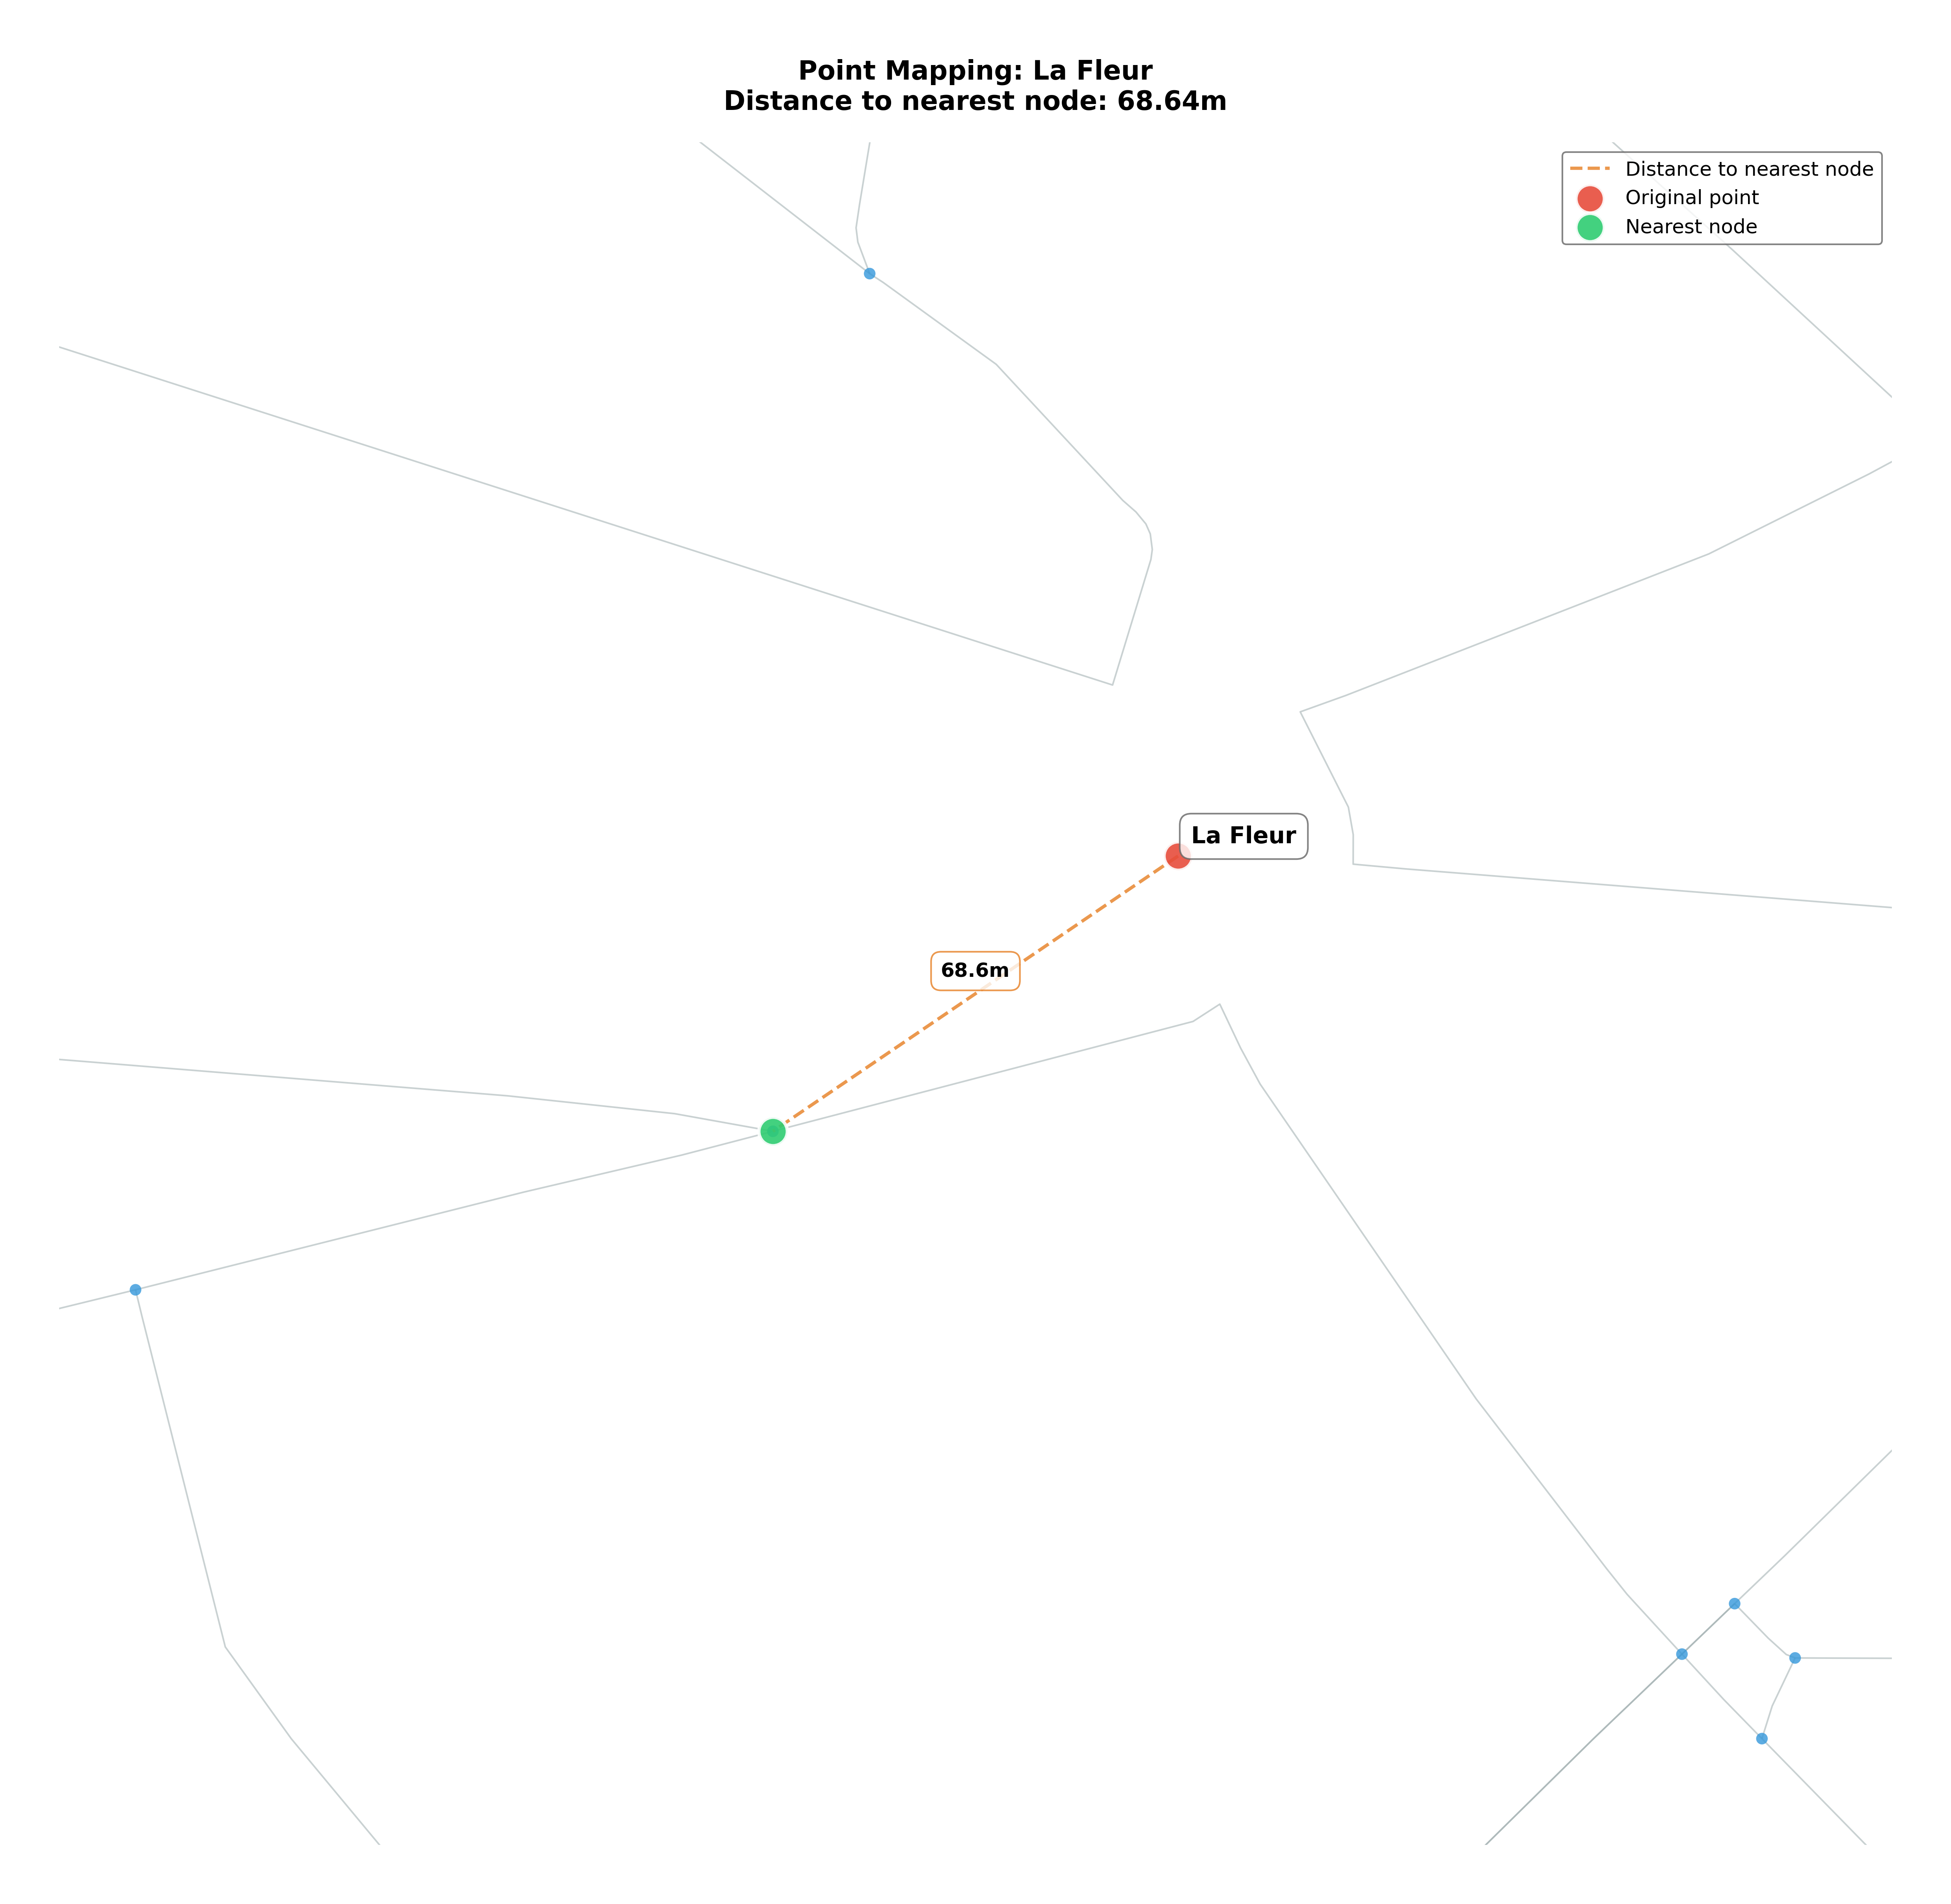 Point Mapping: La Fleur
Distance to nearest node: 68.64m
Distance to nearest node
Original point
Nearest node
La Fleur
68.6m